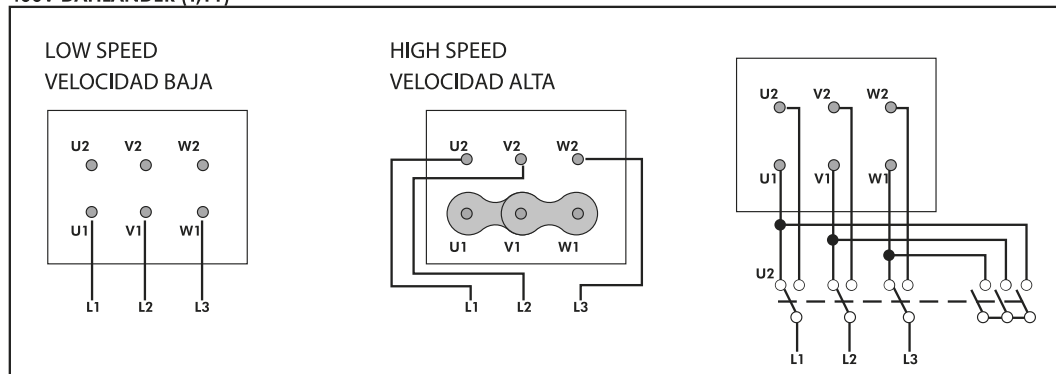 LOW SPEED
VELOCIDAD BAJA
U2 V2 W2
U1 V1 W1
L1 L2 L3
HIGH SPEED
VELOCIDAD ALTA
U2 V2 W2
U1 V1 W1
L1 L2 L3
U2 V2 W2
U1 V1 W1
U2
L1 L2 L3